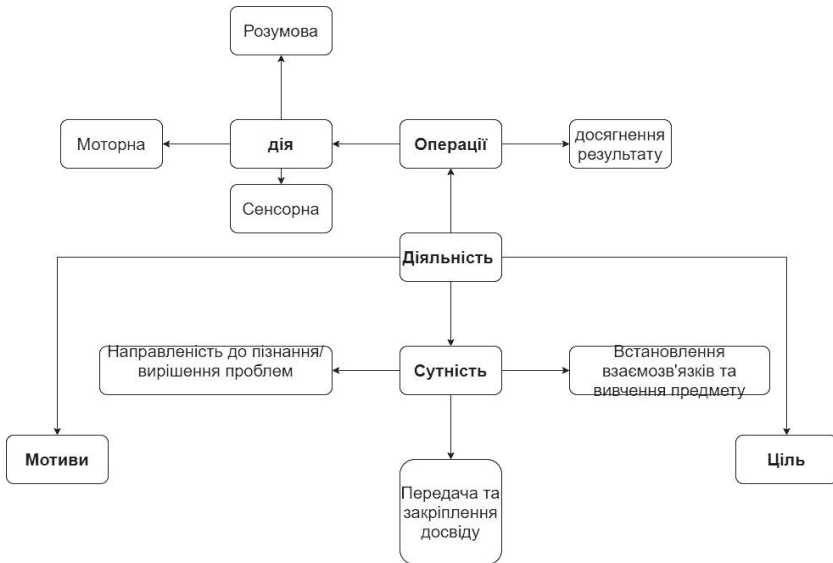 Розумова
Моторна
дія
Операції
досягнення
результату
Сенсорна
Діяльність
Направленість до пізнання/
вирішення проблем
Сутність
Встановлення
взаємозв'язків та
вивчення предмету
Мотиви
Ціль
Передача та
закріплення
досвіду